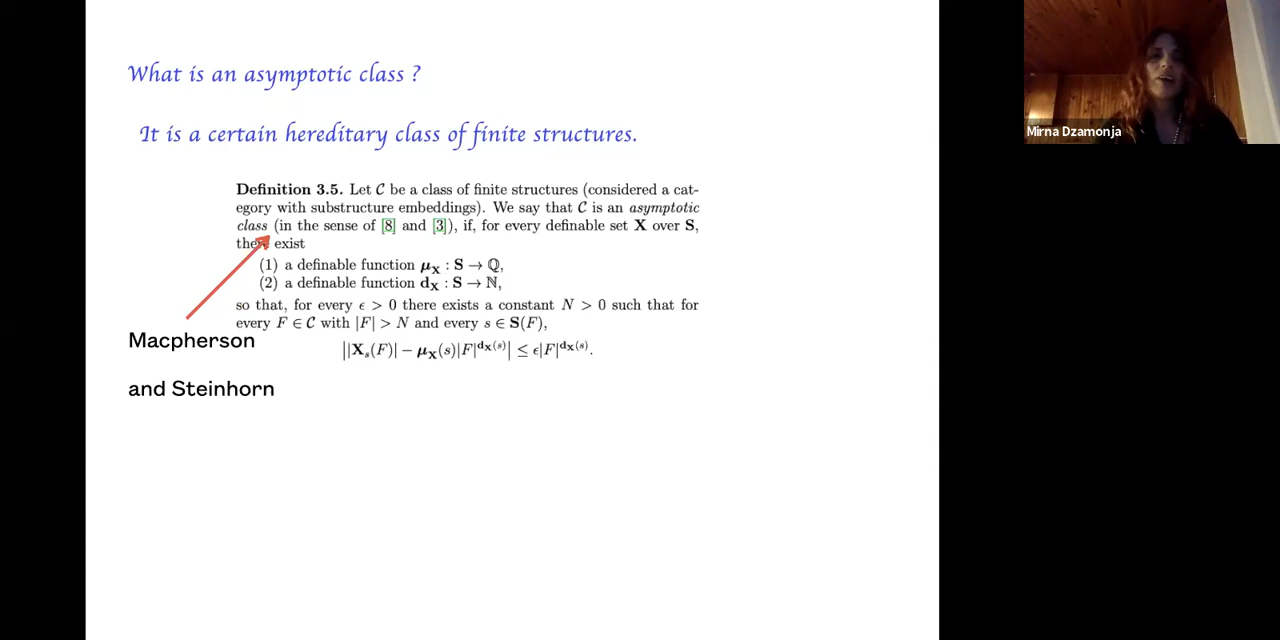 What is an asymptotic class ?
It is a certain hereditary class of finite structures.
Definition 3.5. Let C be a class of finite structures (considered a cat-
egory with substructure embeddings). We say that C is an asymptotic
class (in the sense of [8] and [3]), if, for every definable set X over S,
there exist
(1) a definable function μ_X : S → ℚ,
(2) a definable function d_X : S → ℕ,
so that, for every ϵ > 0 there exists a constant N > 0 such that for
every F ∈ C with |F| > N and every s ∈ S(F),
||X_s(F)| − μ_X(s)|F|^{d_X(s)}| ≤ ϵ|F|^{d_X(s)}.
Macpherson
and Steinhorn
Mirna Dzamonja